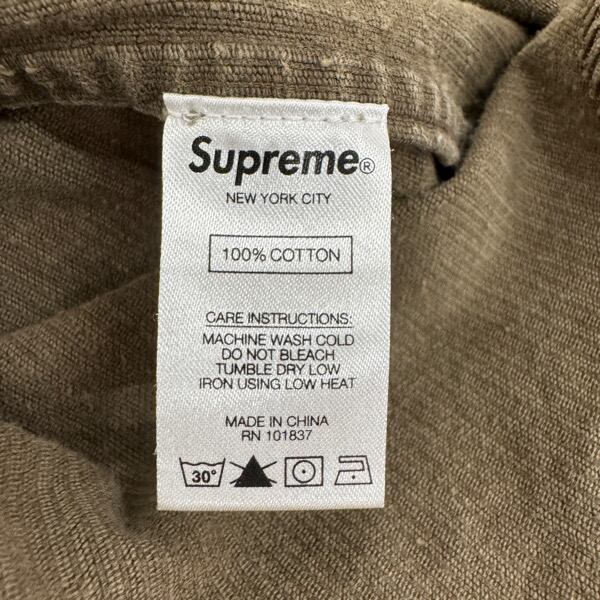 Supreme®
NEW YORK CITY
100% COTTON
CARE INSTRUCTIONS:
MACHINE WASH COLD
DO NOT BLEACH
TUMBLE DRY LOW
IRON USING LOW HEAT
MADE IN CHINA
RN 101837
30°